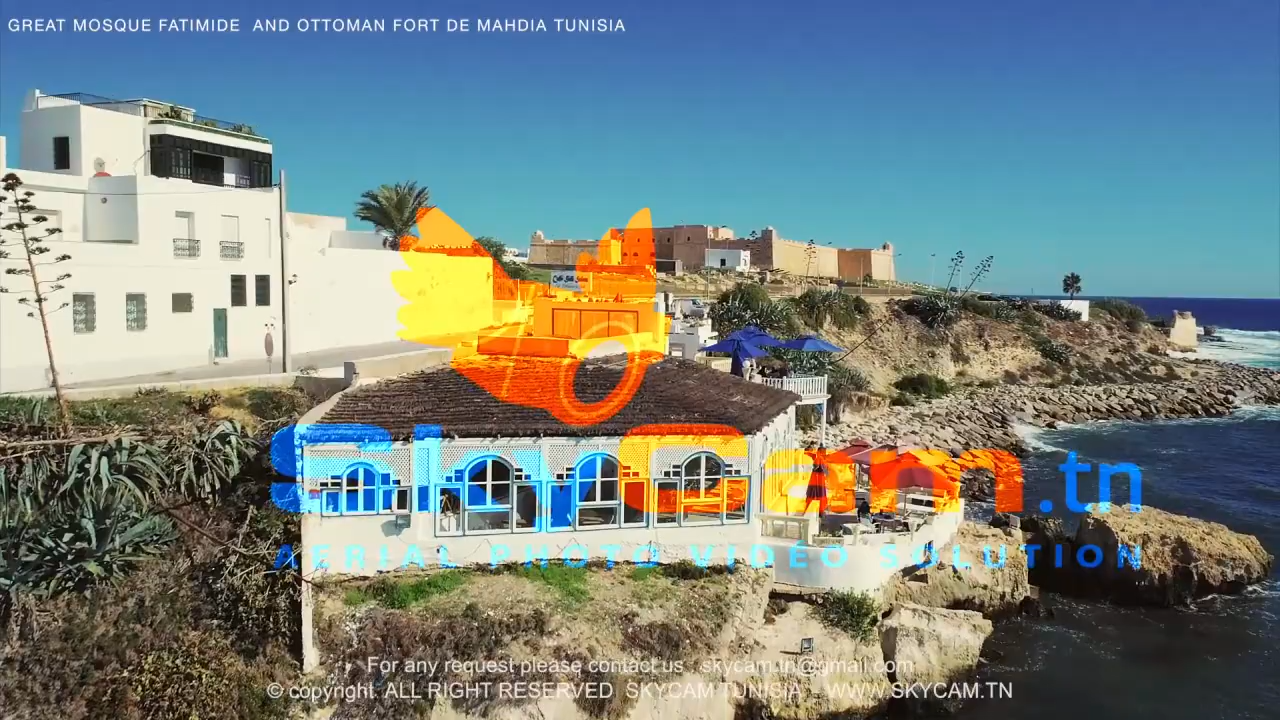 GREAT MOSQUE FATIMIDE AND OTTOMAN FORT DE MAHDIA TUNISIA
SkyCam.tn
AERIAL PHOTO VIDEO SOLUTION
For any request please contact us skycam.tn@gmail.com
© copyright. ALL RIGHT RESERVED SKYCAM TUNISIA - WWW.SKYCAM.TN